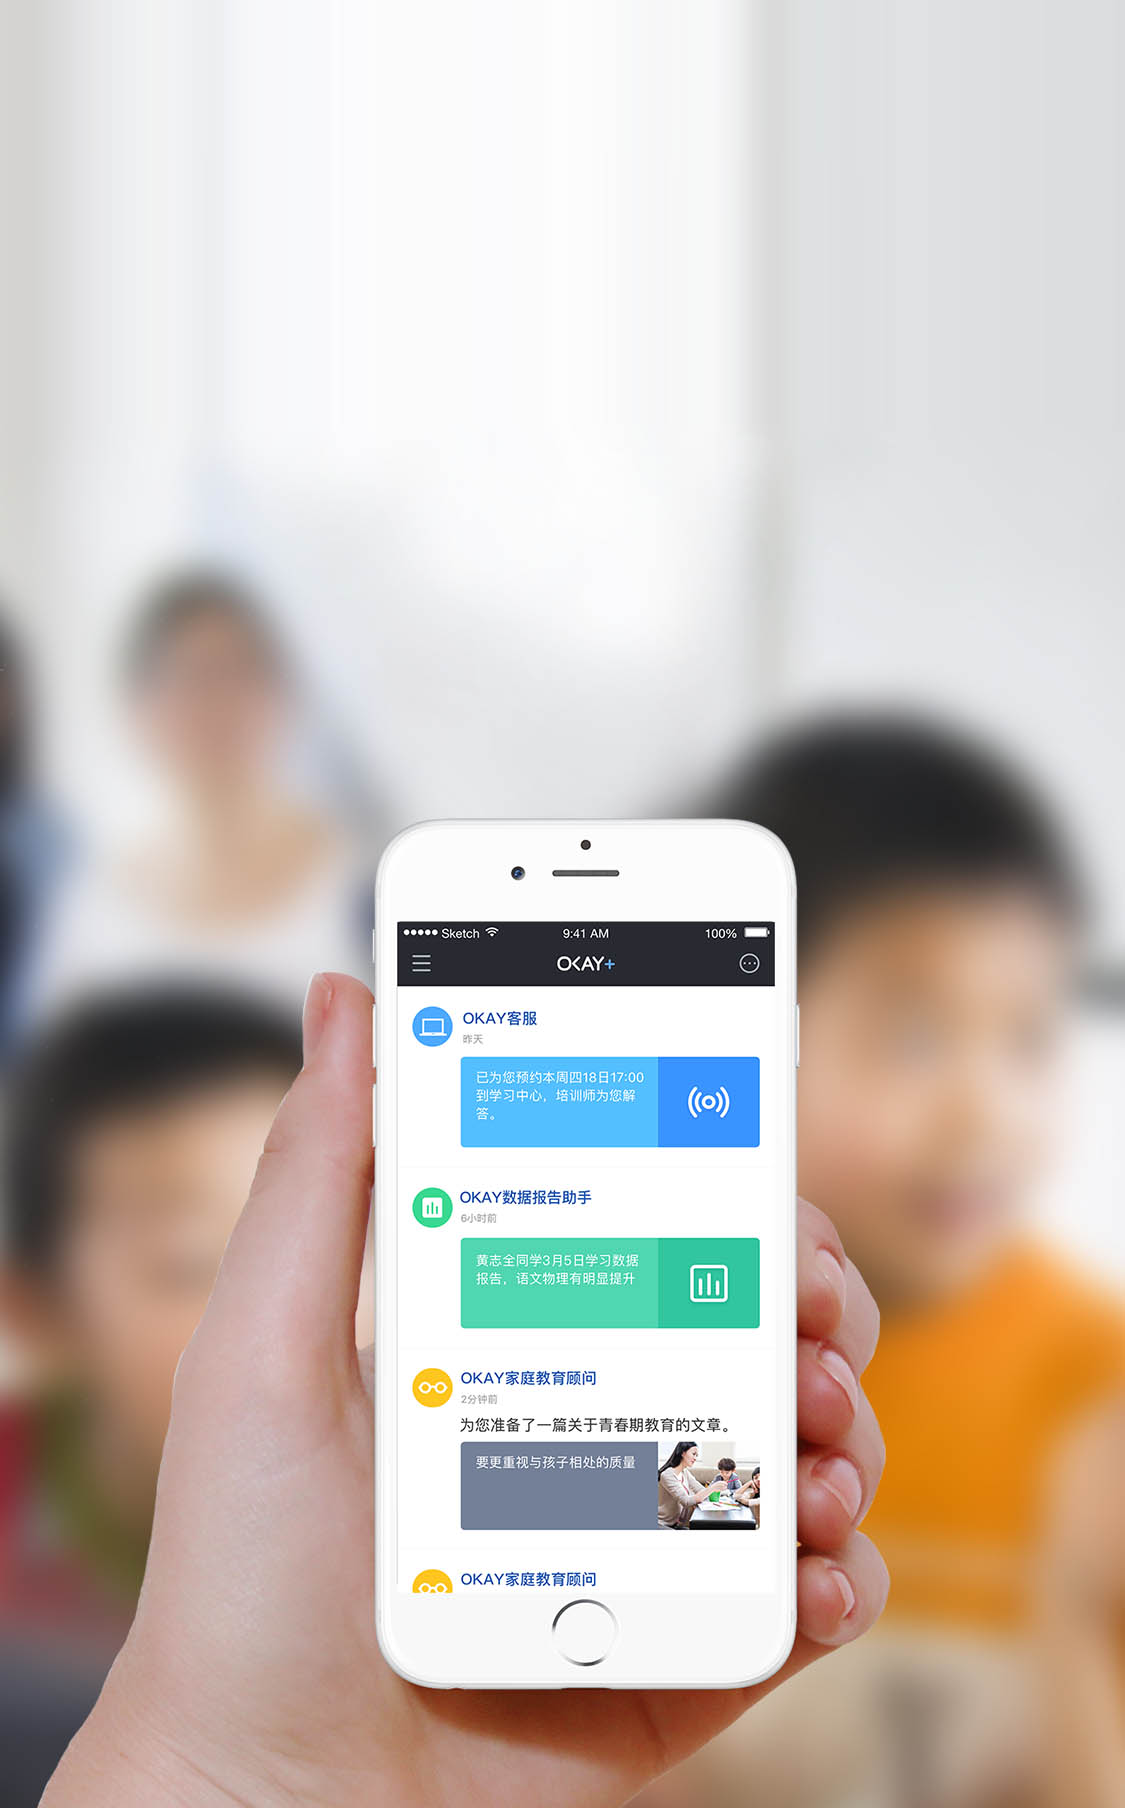 Sketch 9:41 AM 100%
OKAY+
OKAY客服
昨天
已为您预约本周四18日17:00
到学习中心，培训师为您解
答。
OKAY数据报告助手
6小时前
黄志全同学3月5日学习数据
报告，语文物理有明显提升
OKAY家庭教育顾问
2分钟前
为您准备了一篇关于青春期教育的文章。
要更重视与孩子相处的质量
OKAY家庭教育顾问